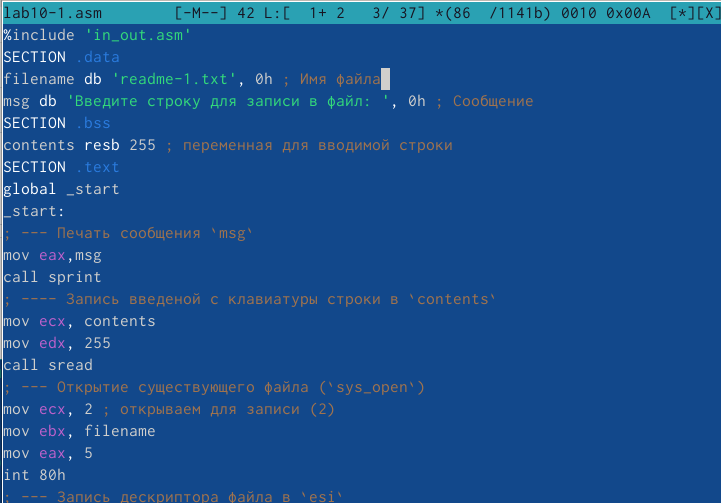 lab10-1.asm [-M--] 42 L:[ 1+ 2 3/ 37] *(86 /1141b) 0010 0x00A [*][X]
%include 'in_out.asm'
SECTION .data
filename db 'readme-1.txt', 0h ; Имя файла
msg db 'Введите строку для записи в файл: ', 0h ; Сообщение
SECTION .bss
contents resb 255 ; переменная для вводимой строки
SECTION .text
global _start
_start:
; --- Печать сообщения `msg`
mov eax,msg
call sprint
; ---- Запись введеной с клавиатуры строки в `contents`
mov ecx, contents
mov edx, 255
call sread
; --- Открытие существующего файла (`sys_open`)
mov ecx, 2 ; открываем для записи (2)
mov ebx, filename
mov eax, 5
int 80h
; --- Запись дескриптора файла в `esi`